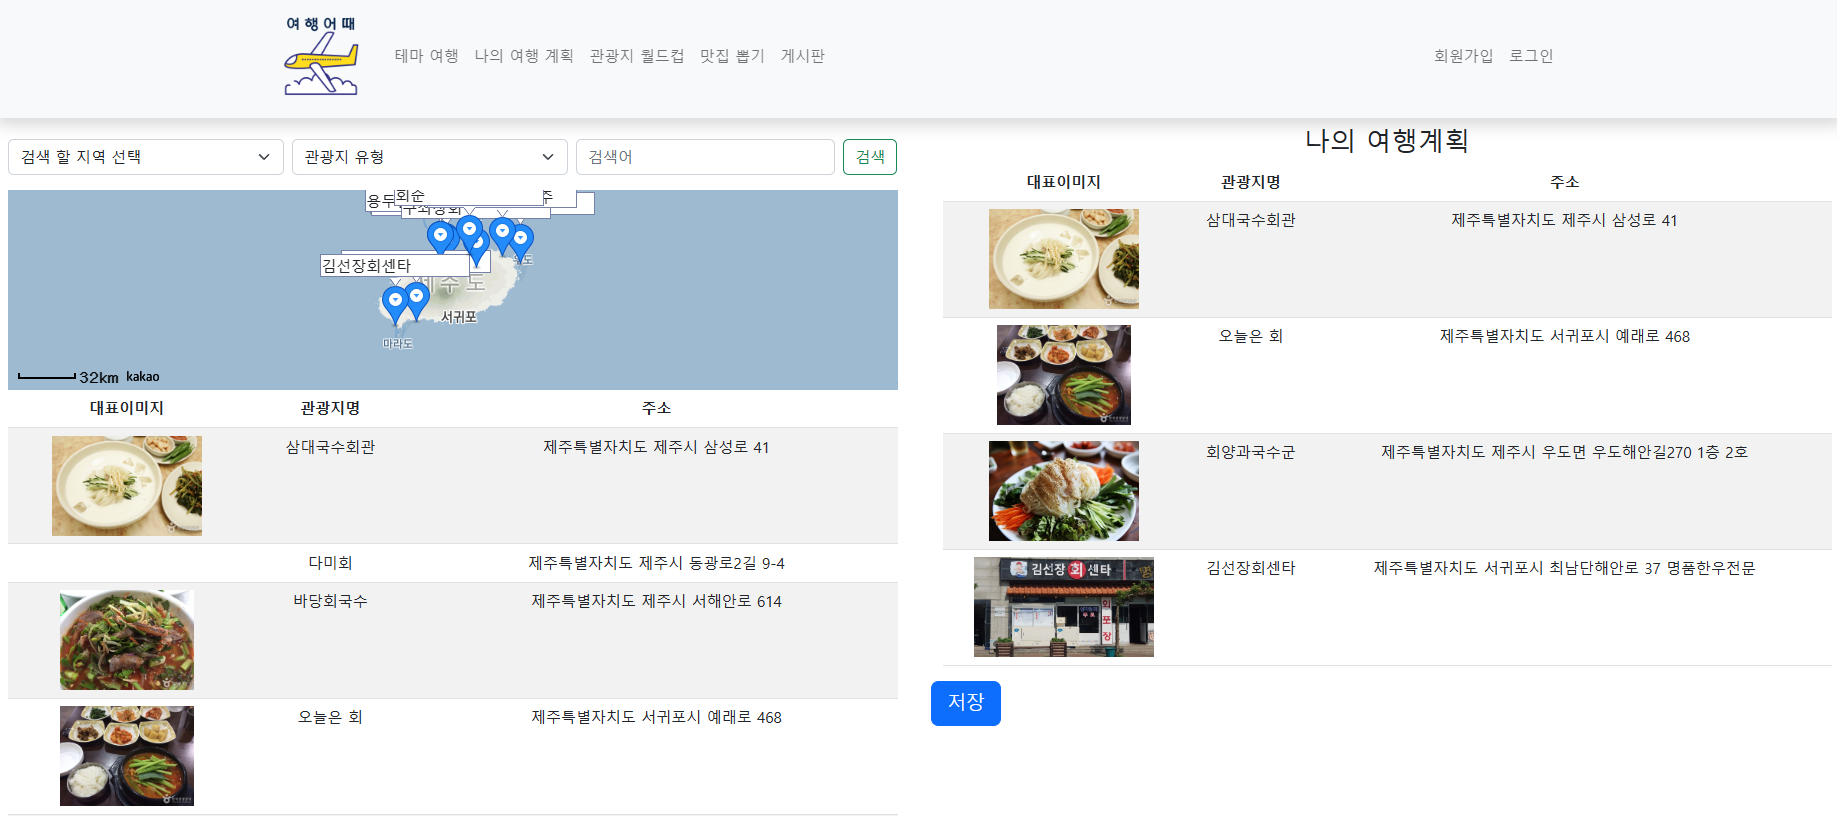 여행어때
테마 여행 나의 여행 계획 관광지 월드컵 맛집 뽑기 게시판 회원가입 로그인
검색 할 지역 선택 관광지 유형 검색어 검색
회순
김선장회센타
제주도
서귀포
마라도
32km kakao
대표이미지 관광지명 주소
삼대국수회관 제주특별자치도 제주시 삼성로 41
다미회 제주특별자치도 제주시 동광로2길 9-4
바당회국수 제주특별자치도 제주시 서해안로 614
오늘은 회 제주특별자치도 서귀포시 예래로 468
나의 여행계획
대표이미지 관광지명 주소
삼대국수회관 제주특별자치도 제주시 삼성로 41
오늘은 회 제주특별자치도 서귀포시 예래로 468
회양과국수군 제주특별자치도 제주시 우도면 우도해안길270 1층 2호
김선장회센타
김선장회센타 제주특별자치도 서귀포시 최남단해안로 37 명품한우전문
저장